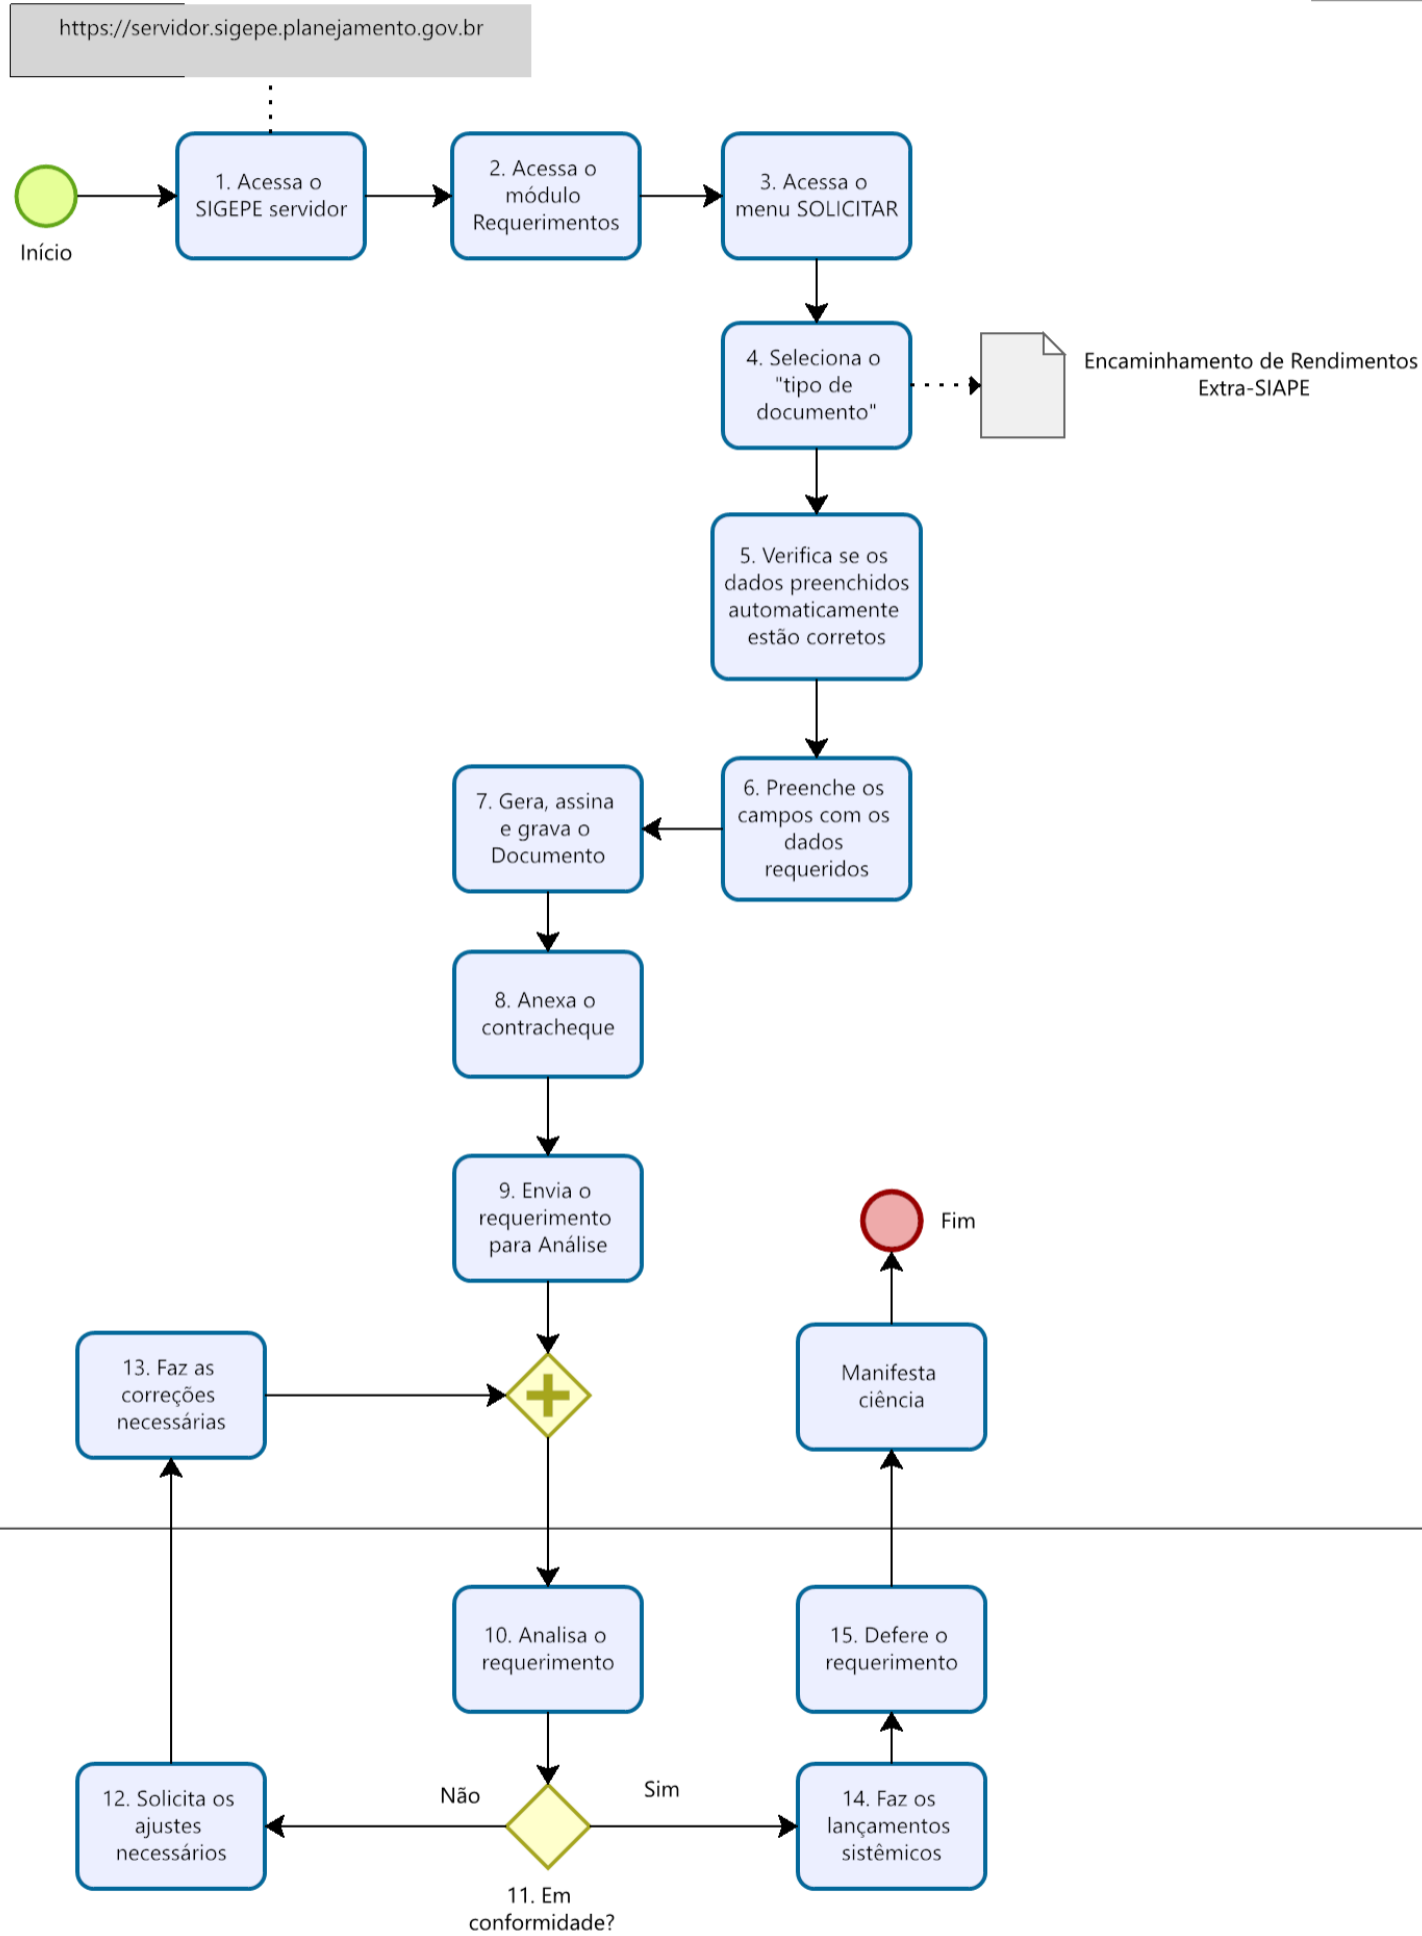 https://servidor.sigepe.planejamento.gov.br
Início
1. Acessa o
SIGEPE servidor
2. Acessa o
módulo
Requerimentos
3. Acessa o
menu SOLICITAR
4. Seleciona o
"tipo de
documento"
Encaminhamento de Rendimentos
Extra-SIAPE
5. Verifica se os
dados preenchidos
automaticamente
estão corretos
6. Preenche os
campos com os
dados
requeridos
7. Gera, assina
e grava o
Documento
8. Anexa o
contracheque
9. Envia o
requerimento
para Análise
Fim
13. Faz as
correções
necessárias
Manifesta
ciência
10. Analisa o
requerimento
15. Defere o
requerimento
12. Solicita os
ajustes
necessários
Não
Sim
11. Em
conformidade?
14. Faz os
lançamentos
sistêmicos